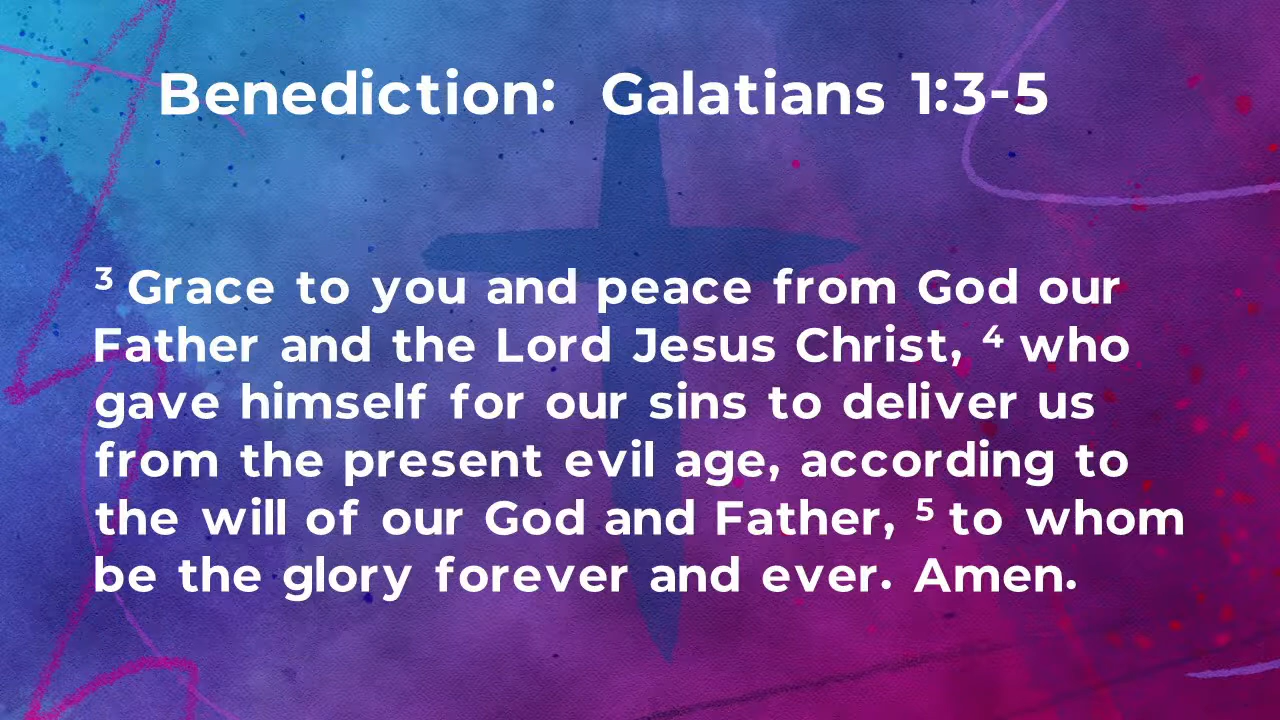 Benediction: Galatians 1:3-5
³ Grace to you and peace from God our
Father and the Lord Jesus Christ, ⁴ who
gave himself for our sins to deliver us
from the present evil age, according to
the will of our God and Father, ⁵ to whom
be the glory forever and ever. Amen.